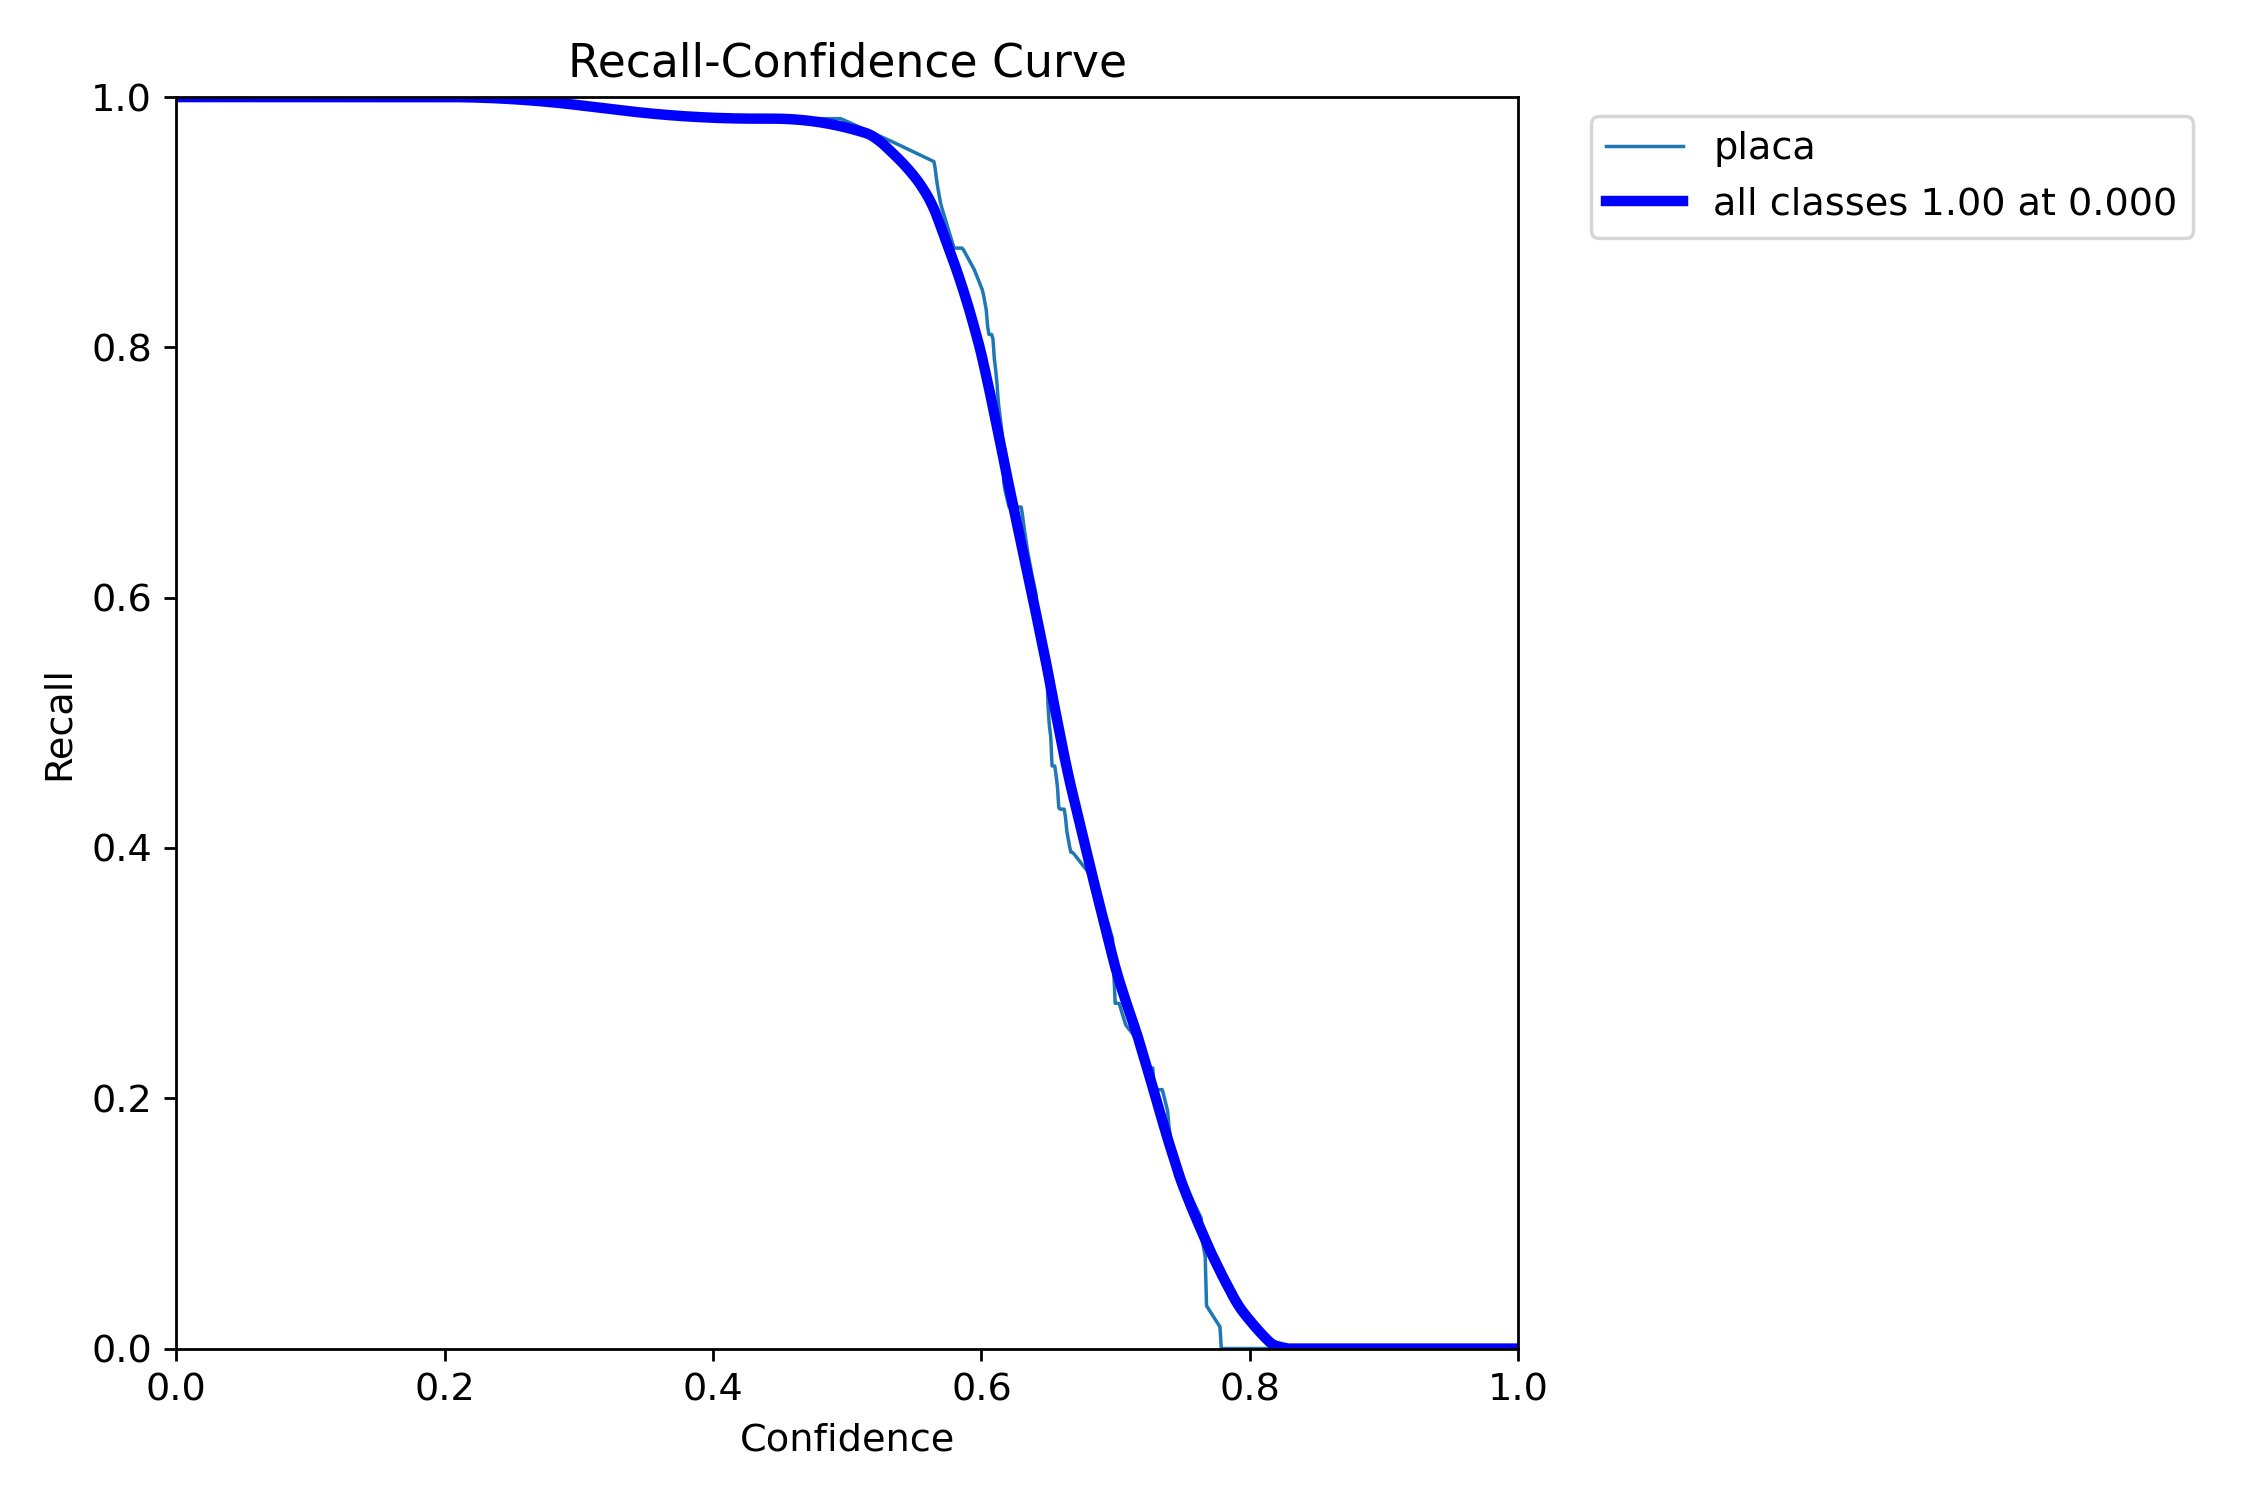 Recall-Confidence Curve
1.0
0.8
0.6
0.4
0.2
0.0
Recall
0.0 0.2 0.4 0.6 0.8 1.0
Confidence
placa
all classes 1.00 at 0.000